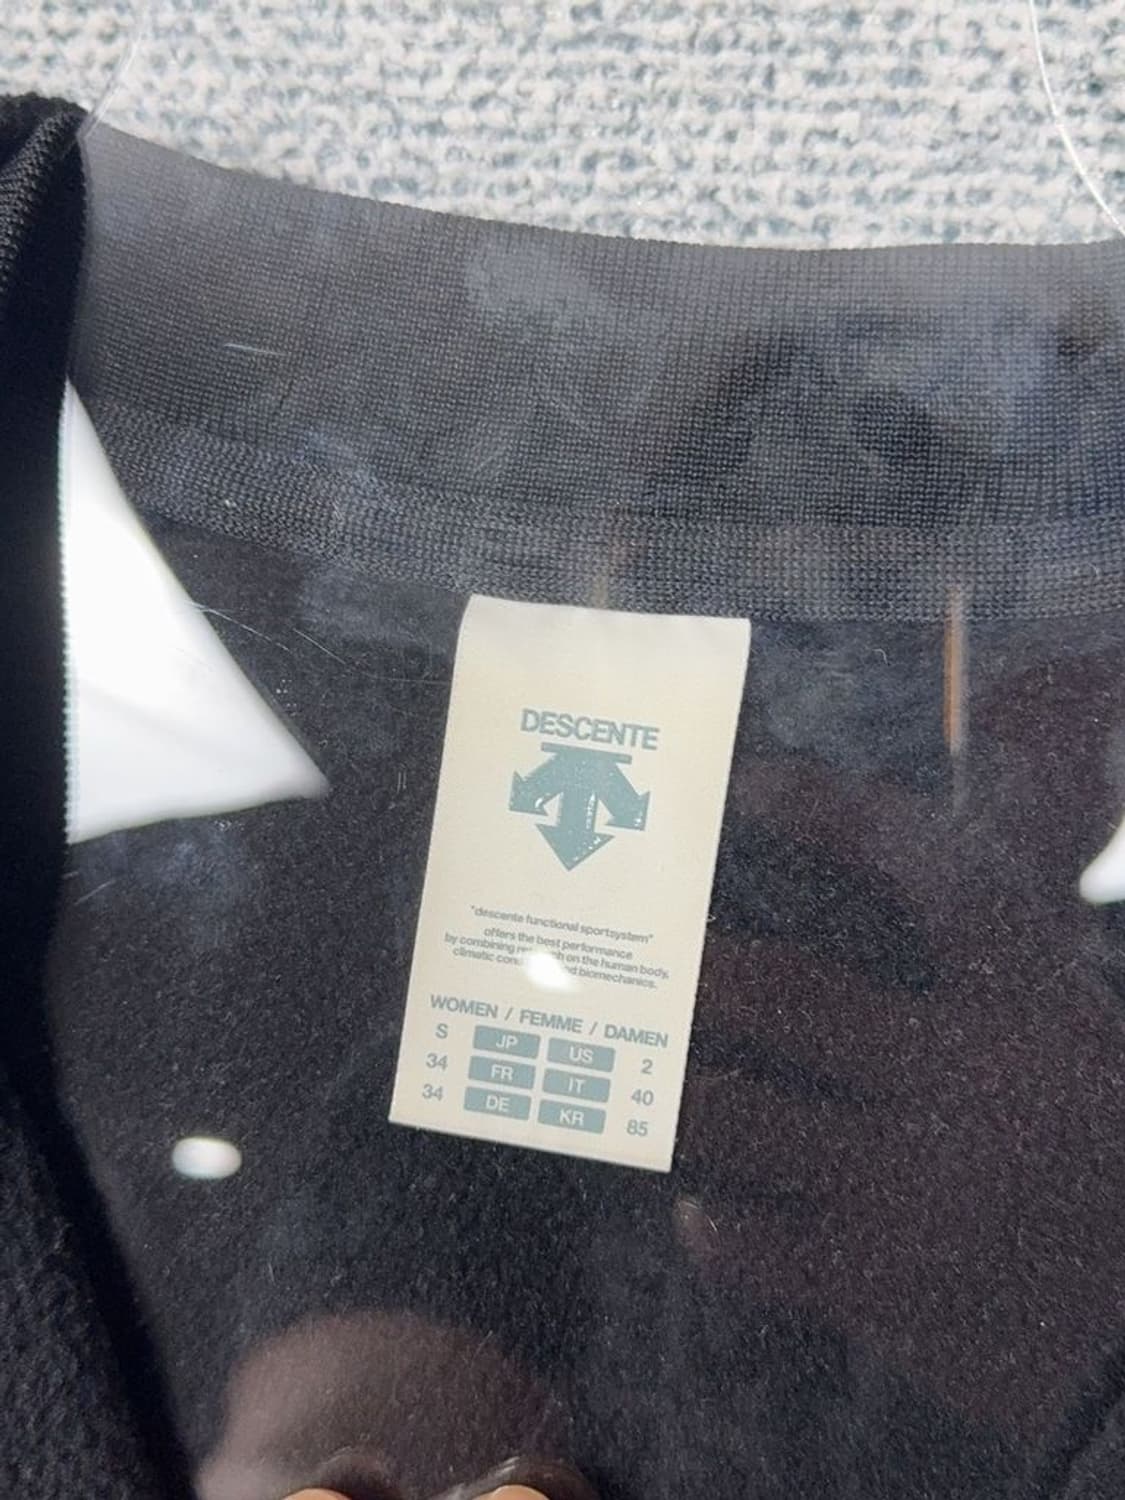 DESCENTE
"descente functional sportsystem"
offers the best performance
by combining on the human body,
climatic and biomechanics.
WOMEN / FEMME / DAMEN
S JP US 2
34 FR IT 40
34 DE KR 85